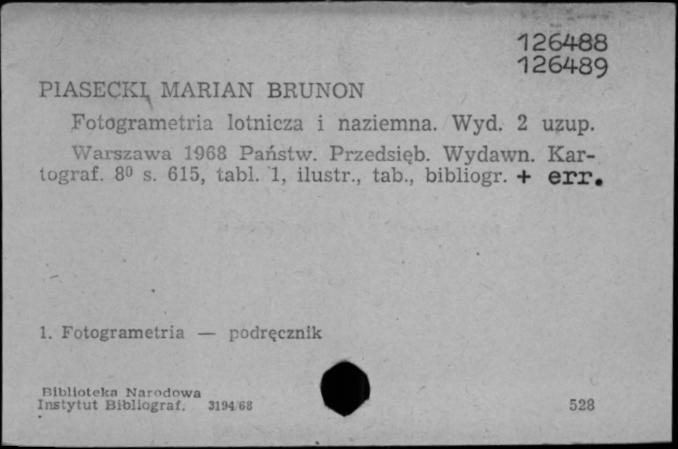 126488
126489
PIASECKI, MARIAN BRUNON
Fotogrametria lotnicza i naziemna. Wyd. 2 uzup.
Warszawa 1968 Państw. Przedsięb. Wydawn. Kar-
tograf. 8⁰ s. 615, tabl. 1, ilustr., tab., bibliogr. + err.
1. Fotogrametria — podręcznik
Biblioteka Narodowa
Instytut Bibliograf. 3194/68
528